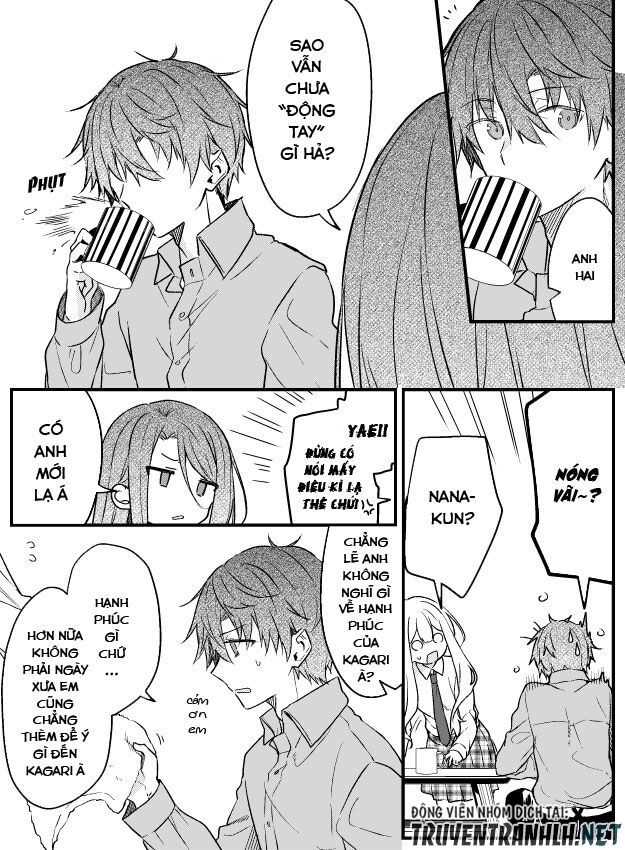 ANH
HAI
SAO
VẪN
CHƯA
"ĐỘNG
TAY"
GÌ HẢ?
PHỤT
NÓNG
VÃI~?
NANA-
KUN?
YAE!!
ĐỪNG CÓ
NÓI MẤY
ĐIỀU KÌ LẠ
THẾ CHỨ!
CÓ
ANH
MỚI
LẠ Á
CHẲNG
LẼ ANH
KHÔNG
NGHĨ GÌ
VỀ HẠNH
PHÚC
CỦA
KAGARI
À?
HẠNH
PHÚC
GÌ
CHỨ
...
HƠN NỮA
KHÔNG
PHẢI NGÀY
XƯA EM
CŨNG
CHẲNG
THÈM ĐỂ Ý
GÌ ĐẾN
KAGARI À
cảm
ơn
em
ĐỘNG VIÊN NHÓM DỊCH TẠI:
TRUYENTRANHLH.NET